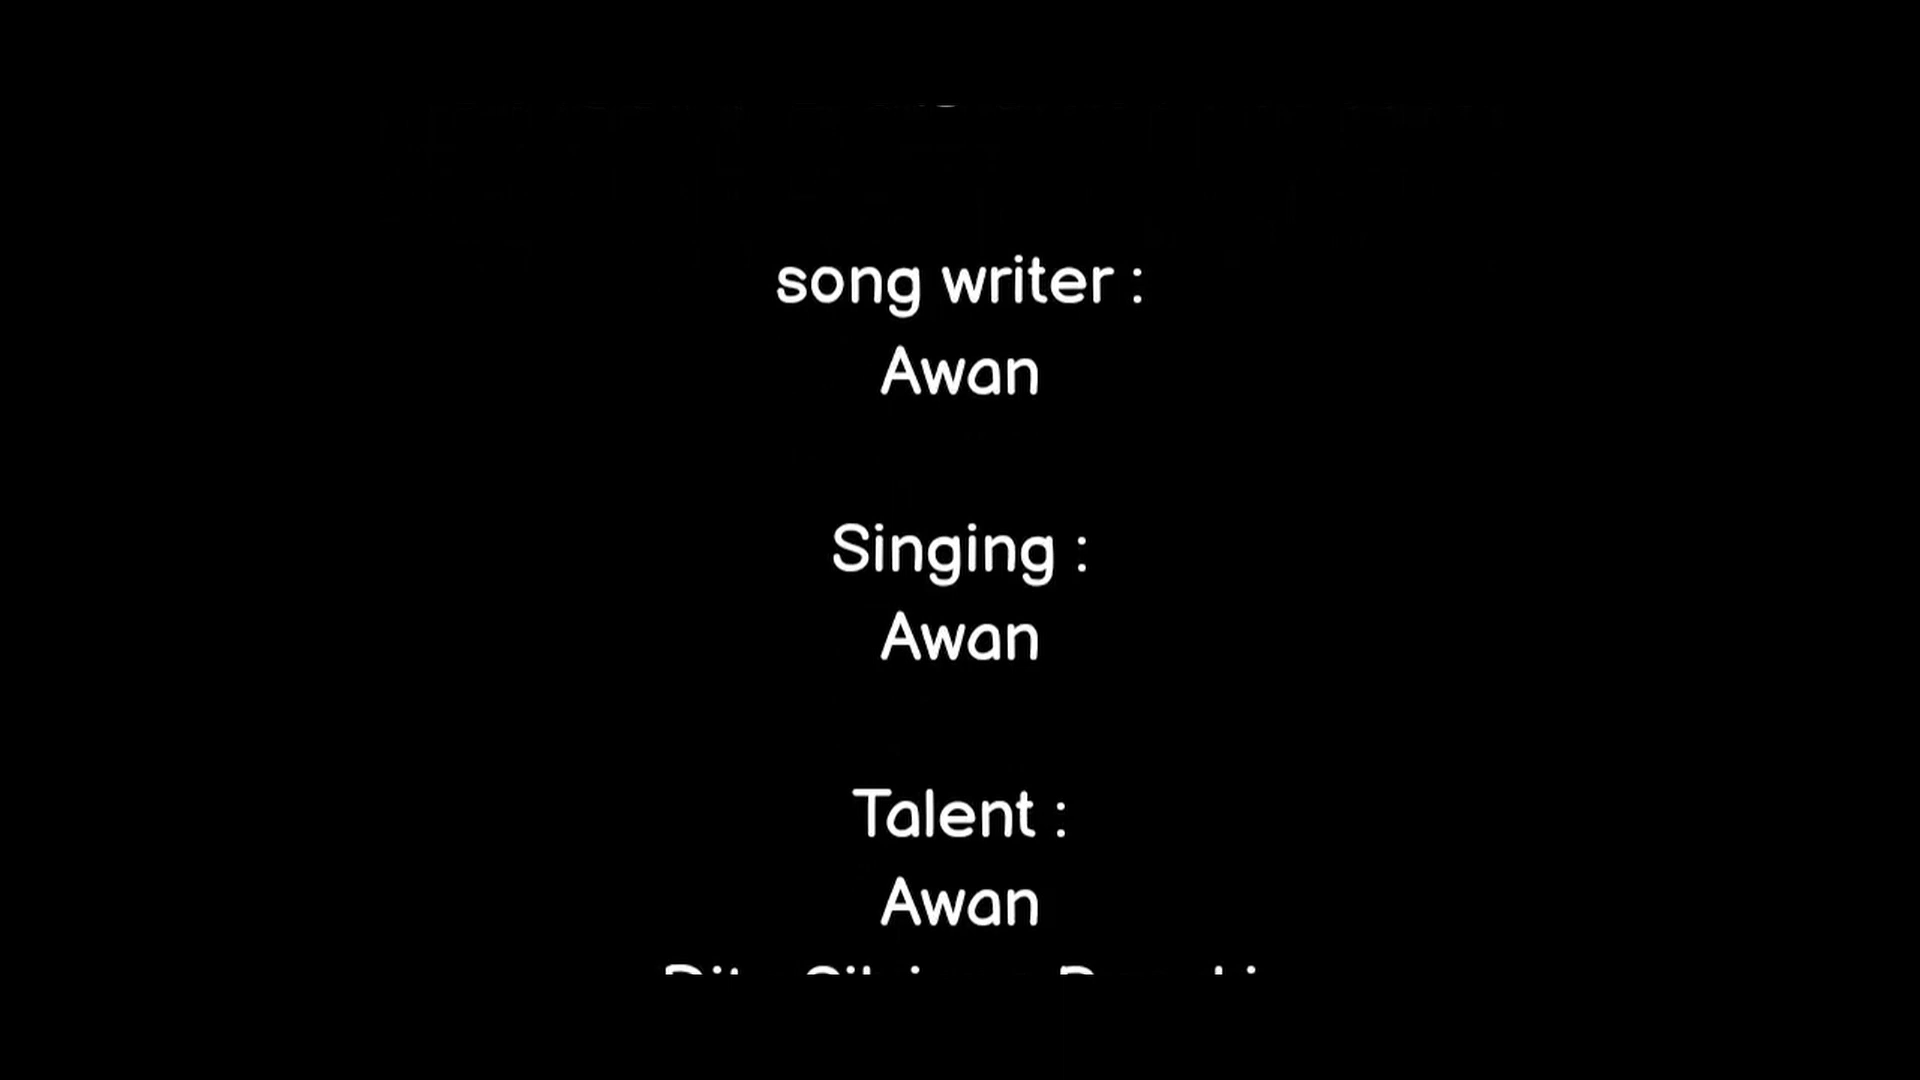 song writer :
Awan
Singing :
Awan
Talent :
Awan